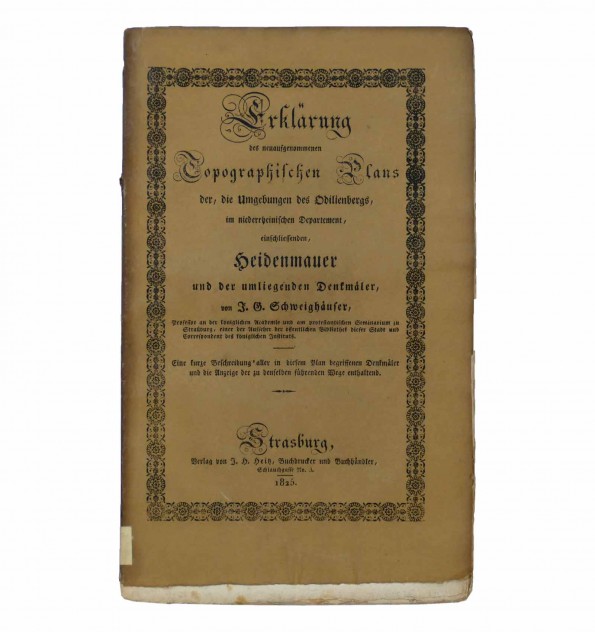 Erklärung
des neuaufgenommenen
Topographischen Plans
der, die Umgebungen des Odilienbergs,
im niederrheinischen Departement,
einschliessenden,
Heidenmauer
und der umliegenden Denkmäler,
von J. G. Schweighäuser,
Professor an der königlichen Academie und am protestantischen Seminarium zu
Straßburg, einer der Aufseher der öffentlichen Bibliothek dieser Stadt und
Correspondent des königlichen Instituts.
Eine kurze Beschreibung aller in diesem Plan begriffenen Denkmäler
und die Anzeige der zu denselben führenden Wege enthaltend.
Strasburg,
Verlag von J. H. Heitz, Buchdrucker und Buchhändler,
Schlauchgasse No. 3.
1825.